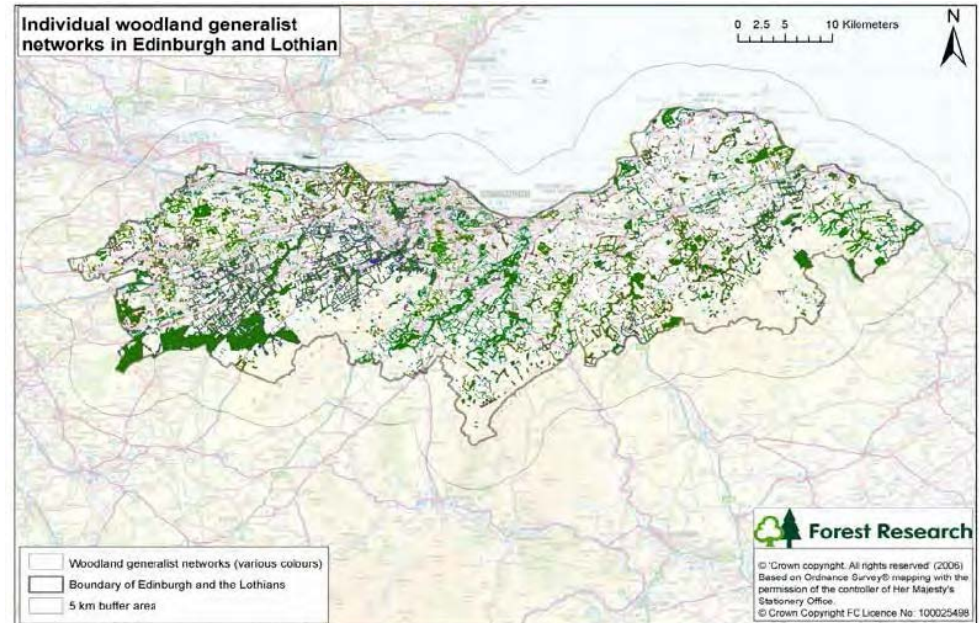 Individual woodland generalist
networks in Edinburgh and Lothian
0 2.5 5 10 Kilometers
N
Woodland generalist networks (various colours)
Boundary of Edinburgh and the Lothians
5 km buffer area
Forest Research
© 'Crown copyright. All rights reserved' (2006)
Based on Ordnance Survey® mapping with the
permission of the controller of Her Majesty's
Stationery Office.
© Crown Copyright FC Licence No: 100025498